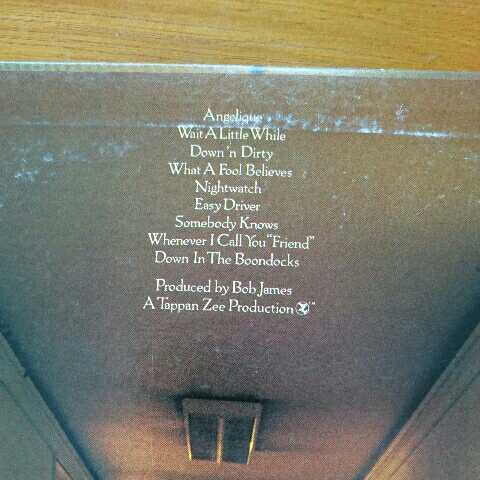 Angelique
Wait A Little While
Down 'n Dirty
What A Fool Believes
Nightwatch
Easy Driver
Somebody Knows
Whenever I Call You "Friend"
Down In The Boondocks
Produced by Bob James
A Tappan Zee Production